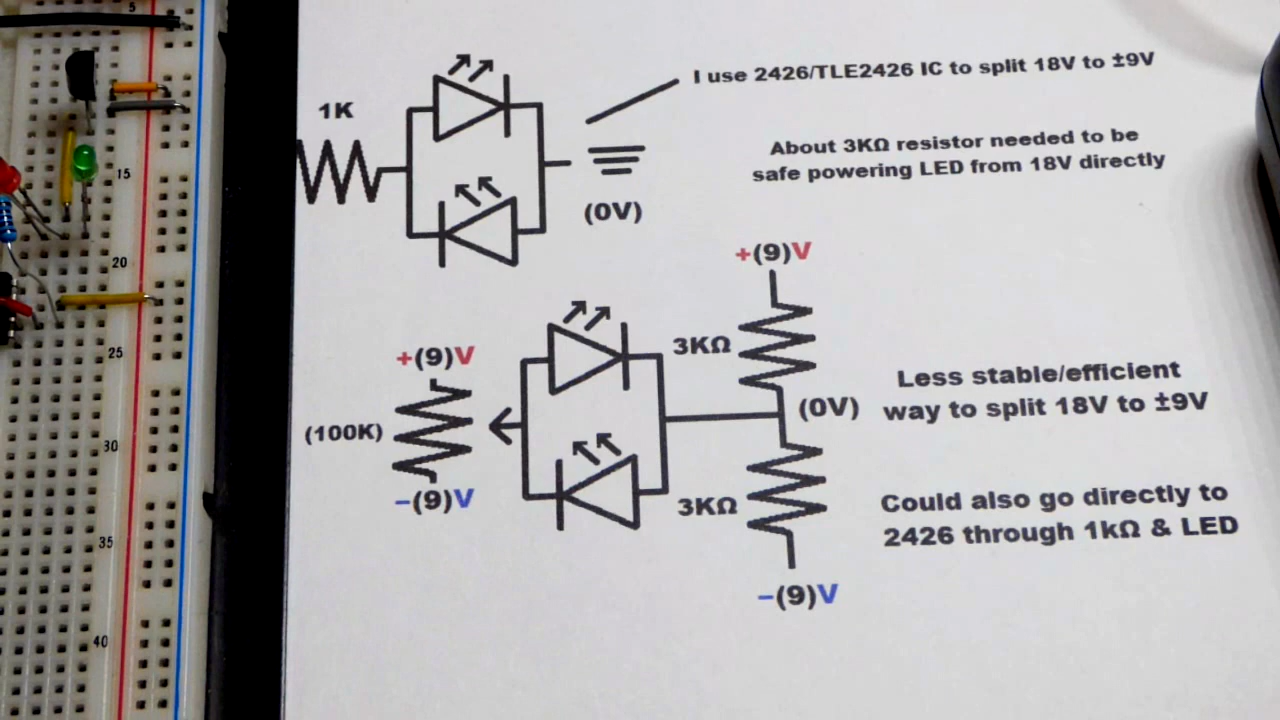 5
15
20
25
30
35
40
1K
I use 2426/TLE2426 IC to split 18V to ±9V
About 3KΩ resistor needed to be
safe powering LED from 18V directly
(0V)
+(9)V
+(9)V
3KΩ
(100K)
(0V)
Less stable/efficient
way to split 18V to ±9V
−(9)V
3KΩ
Could also go directly to
2426 through 1kΩ & LED
−(9)V